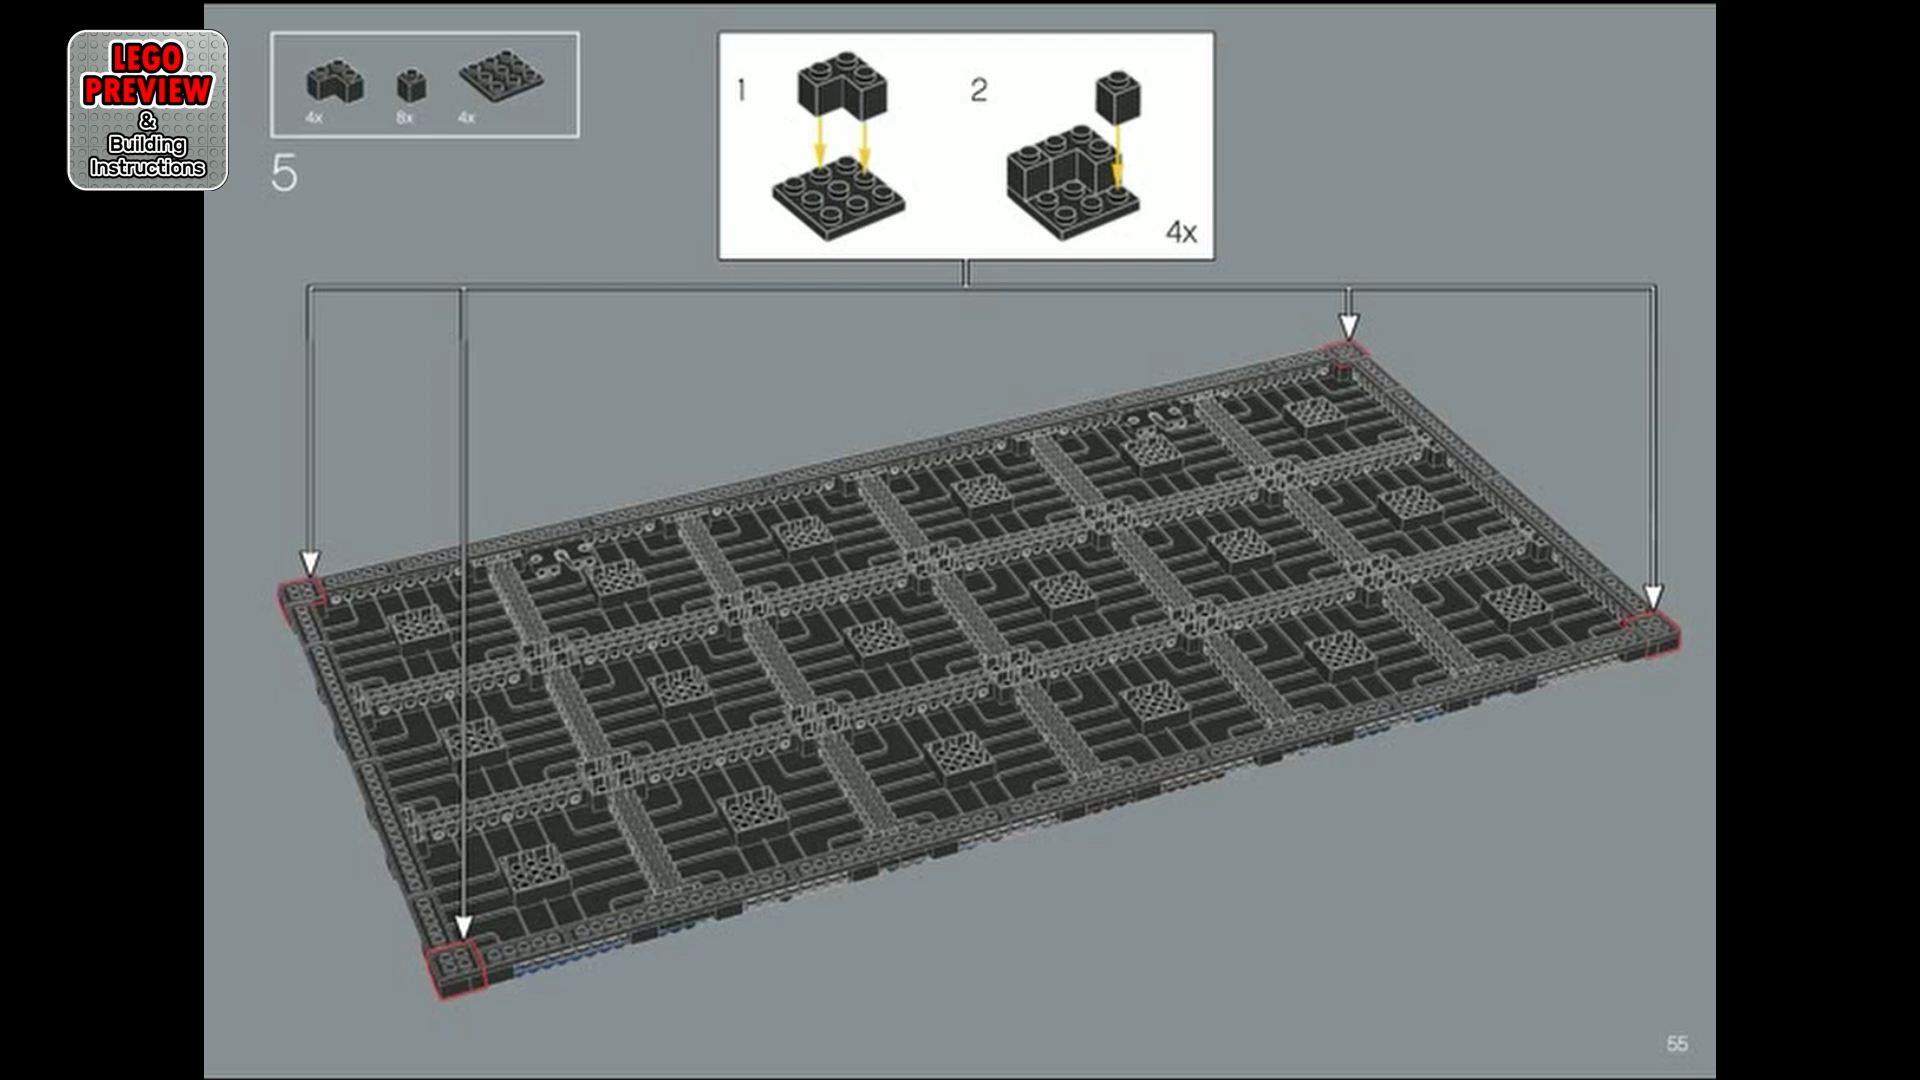 LEGO
PREVIEW
&
Building
Instructions
4x
8x
4x
5
1
2
4x
55